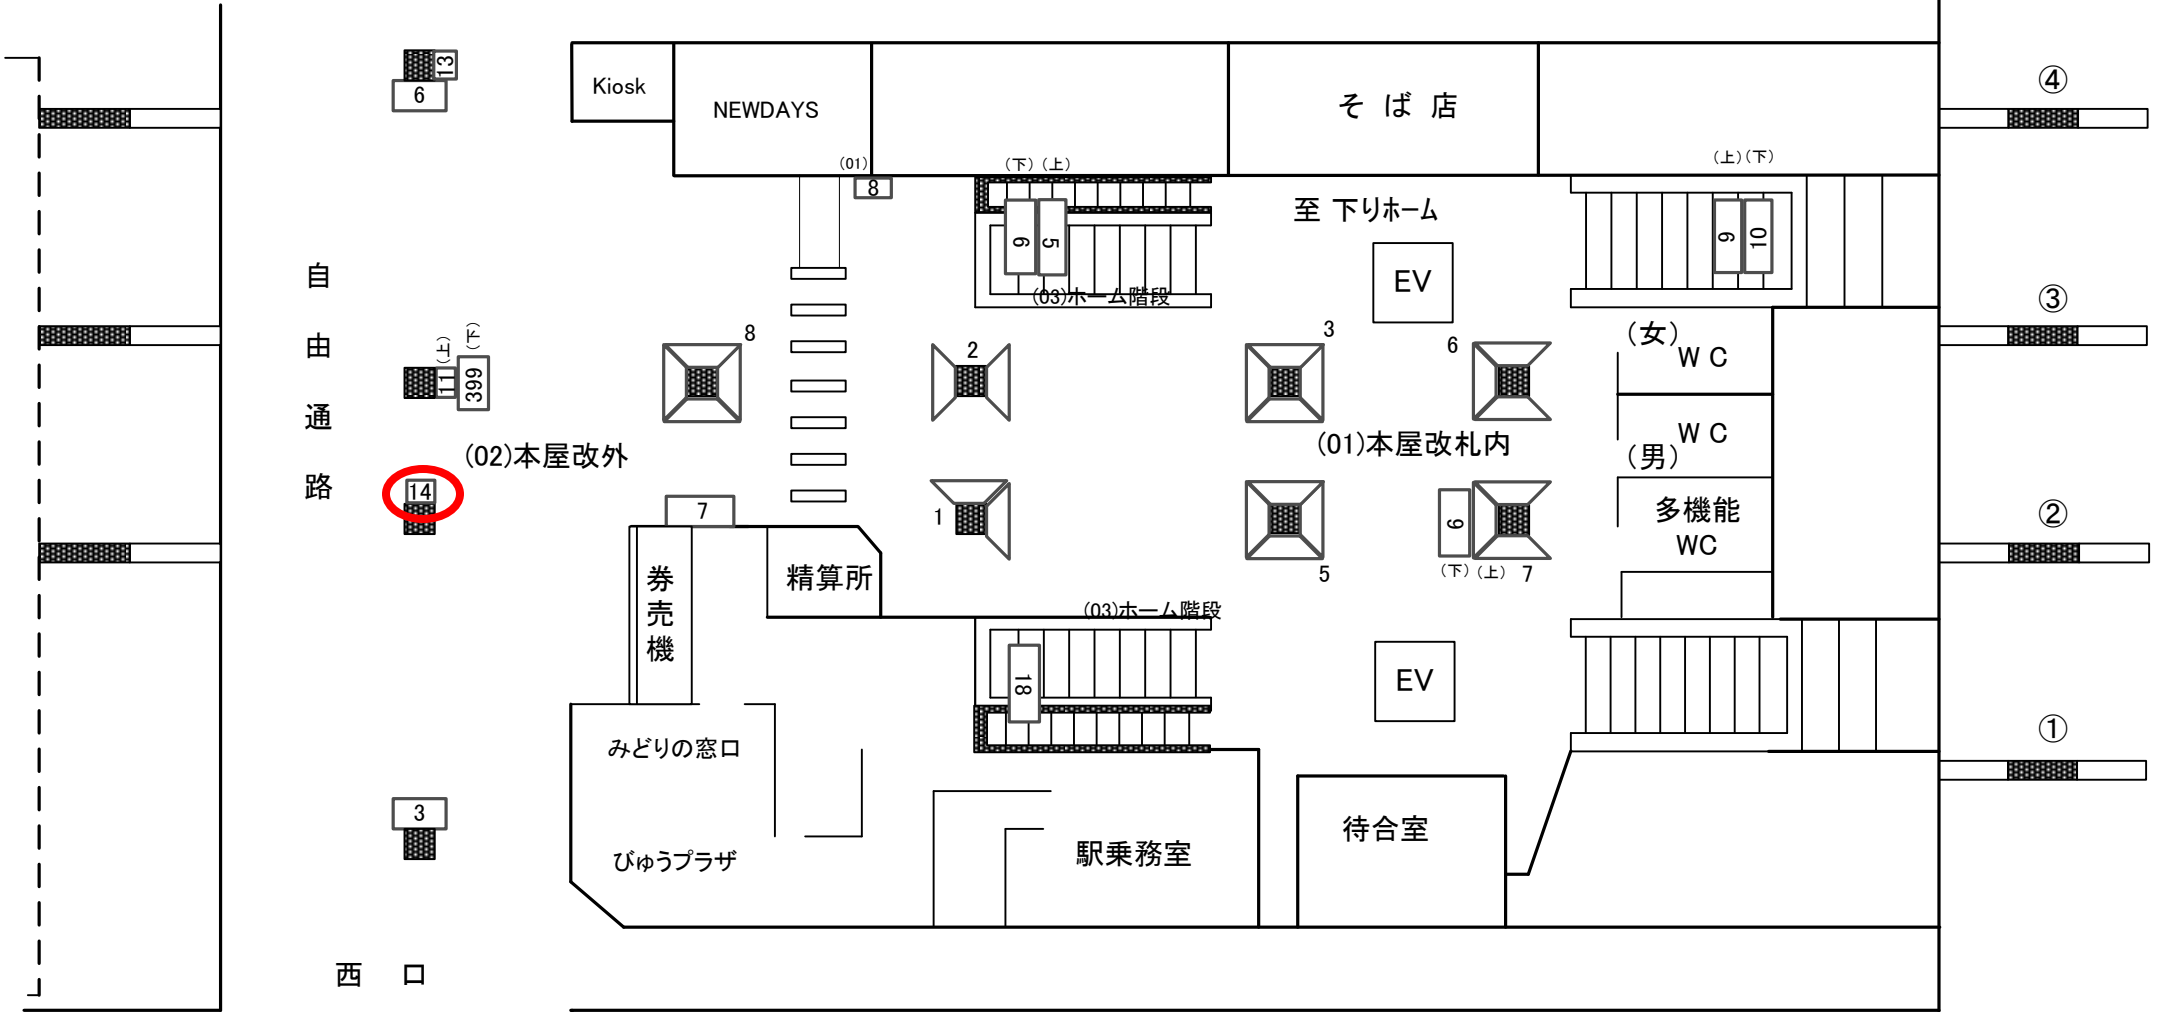 13
6
Kiosk
NEWDAYS
そ ば 店
④
(01)
8
(下)(上)
(上)(下)
6
5
9
10
至 下りホーム
EV
(03)ホーム階段
③
自由通路
(上)
(下)
11
399
8
2
3
6
(女)
W C
(02)本屋改外
(01)本屋改札内
W C
(男)
14
7
1
9
5
(下)(上)
7
多機能
WC
②
券売機
精算所
(03)ホーム階段
18
EV
①
みどりの窓口
3
びゅうプラザ
駅乗務室
待合室
西 口